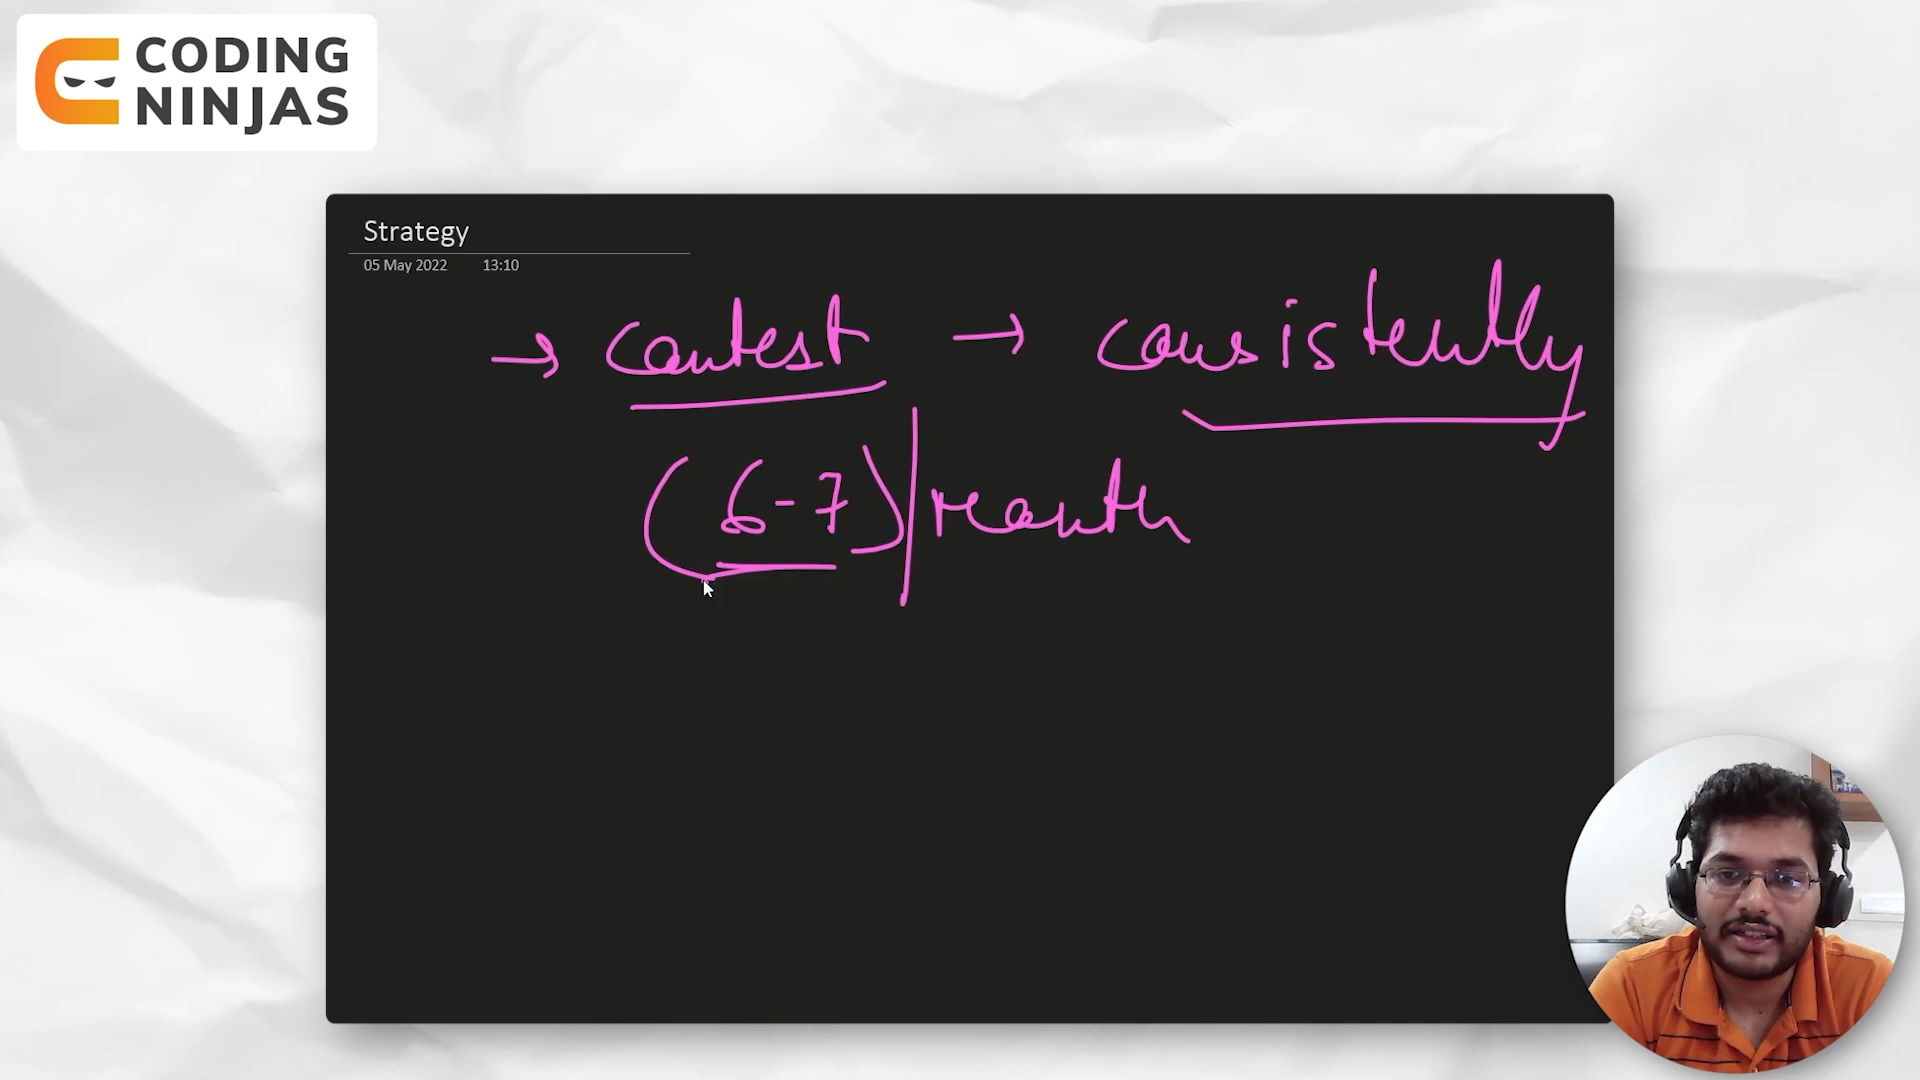 CODING
NINJAS
Strategy
05 May 2022 13:10
→ contest → consistently
(6-7)/month